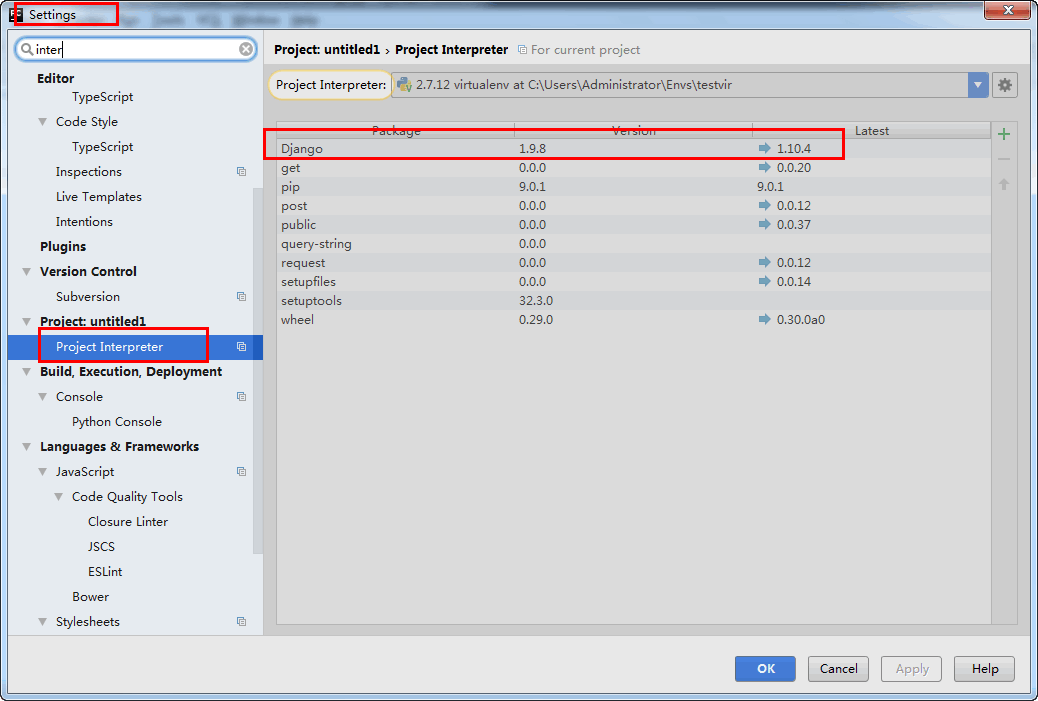 Settings
inter
Editor
TypeScript
Code Style
TypeScript
Inspections
Live Templates
Intentions
Plugins
Version Control
Subversion
Project: untitled1
Project Interpreter
Build, Execution, Deployment
Console
Python Console
Languages & Frameworks
JavaScript
Code Quality Tools
Closure Linter
JSCS
ESLint
Bower
Stylesheets
Project: untitled1 › Project Interpreter For current project
Project Interpreter: 2.7.12 virtualenv at C:\Users\Administrator\Envs\testvir
Package Version Latest
Django 1.9.8 1.10.4
get 0.0.0 0.0.20
pip 9.0.1 9.0.1
post 0.0.0 0.0.12
public 0.0.0 0.0.37
query-string 0.0.0
request 0.0.0 0.0.12
setupfiles 0.0.0 0.0.14
setuptools 32.3.0
wheel 0.29.0 0.30.0a0
OK Cancel Apply Help